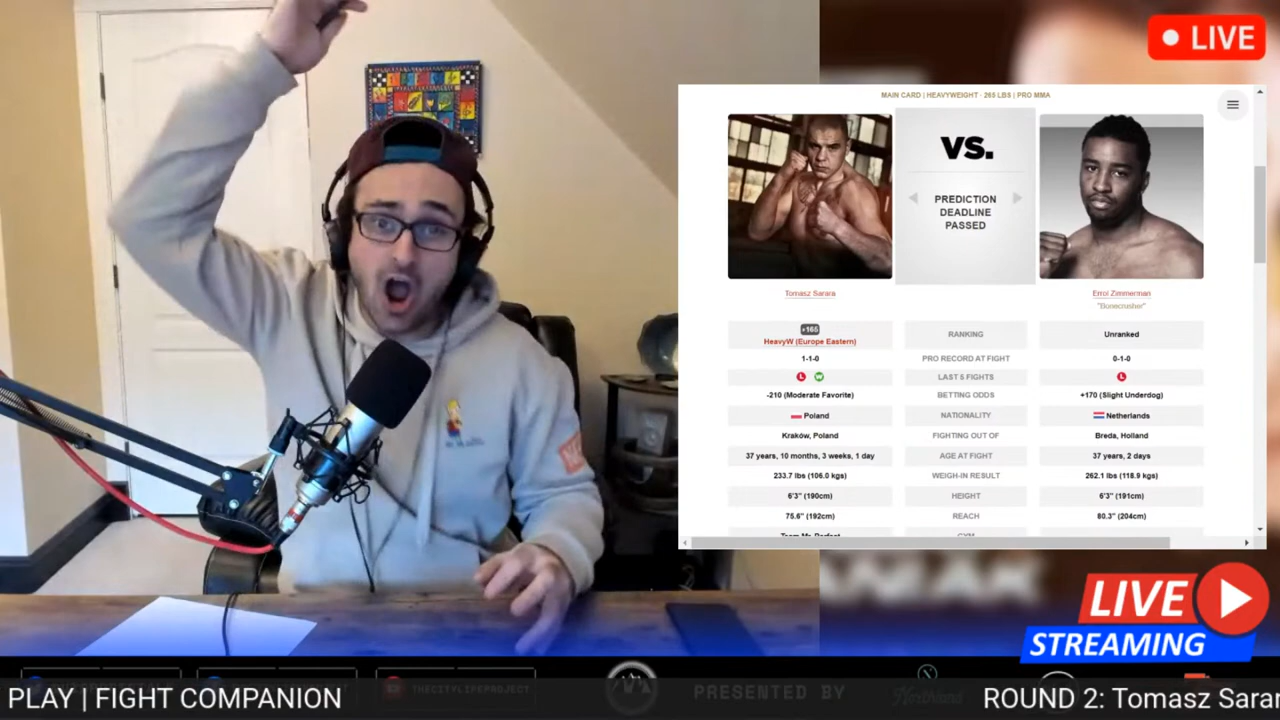 LIVE
MAIN CARD | HEAVYWEIGHT · 265 LBS | PRO MMA
VS.
PREDICTION
DEADLINE
PASSED
Tomasz Sarara
Errol Zimmerman
"Bonecrusher"
+165
HeavyW (Europe Eastern)
RANKING
Unranked
1-1-0
PRO RECORD AT FIGHT
0-1-0
L W
LAST 5 FIGHTS
L
-210 (Moderate Favorite)
BETTING ODDS
+170 (Slight Underdog)
Poland
NATIONALITY
Netherlands
Kraków, Poland
FIGHTING OUT OF
Breda, Holland
37 years, 10 months, 3 weeks, 1 day
AGE AT FIGHT
37 years, 2 days
233.7 lbs (106.0 kgs)
WEIGH-IN RESULT
262.1 lbs (118.9 kgs)
6'3" (190cm)
HEIGHT
6'3" (191cm)
75.6" (192cm)
REACH
80.3" (204cm)
LIVE
STREAMING
THECITYLIFEPROJECT
PRESENTED BY
Northland
PLAY | FIGHT COMPANION
ROUND 2: Tomasz Sarar